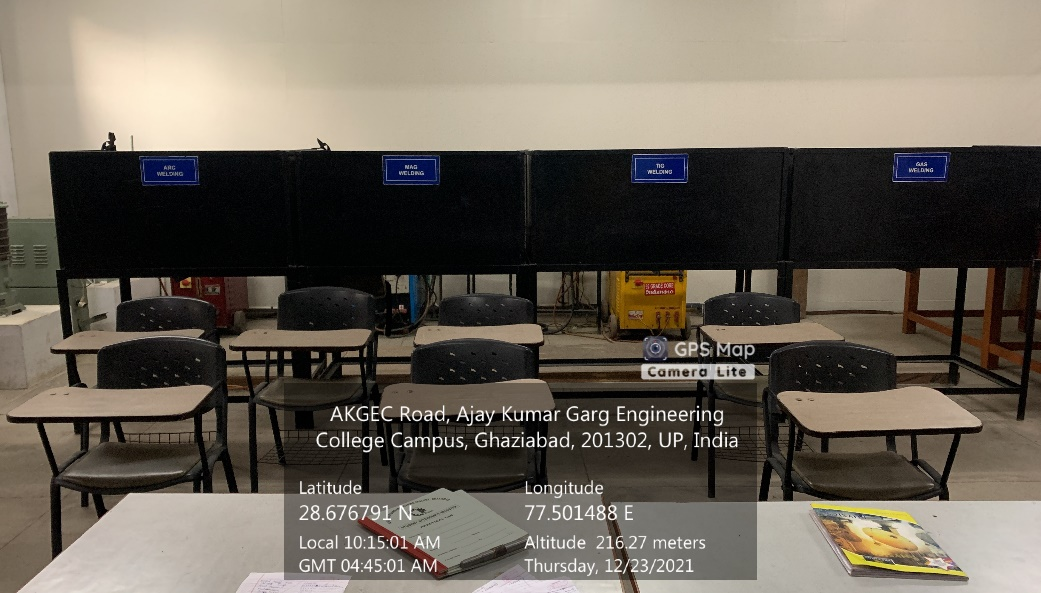 ARC
WELDING
MAG
WELDING
TIG
WELDING
GAS
WELDING
GPS Map
Camera Lite
AKGEC Road, Ajay Kumar Garg Engineering
College Campus, Ghaziabad, 201302, UP, India
Latitude
28.676791 N
Longitude
77.501488 E
Local 10:15:01 AM
GMT 04:45:01 AM
Altitude 216.27 meters
Thursday, 12/23/2021